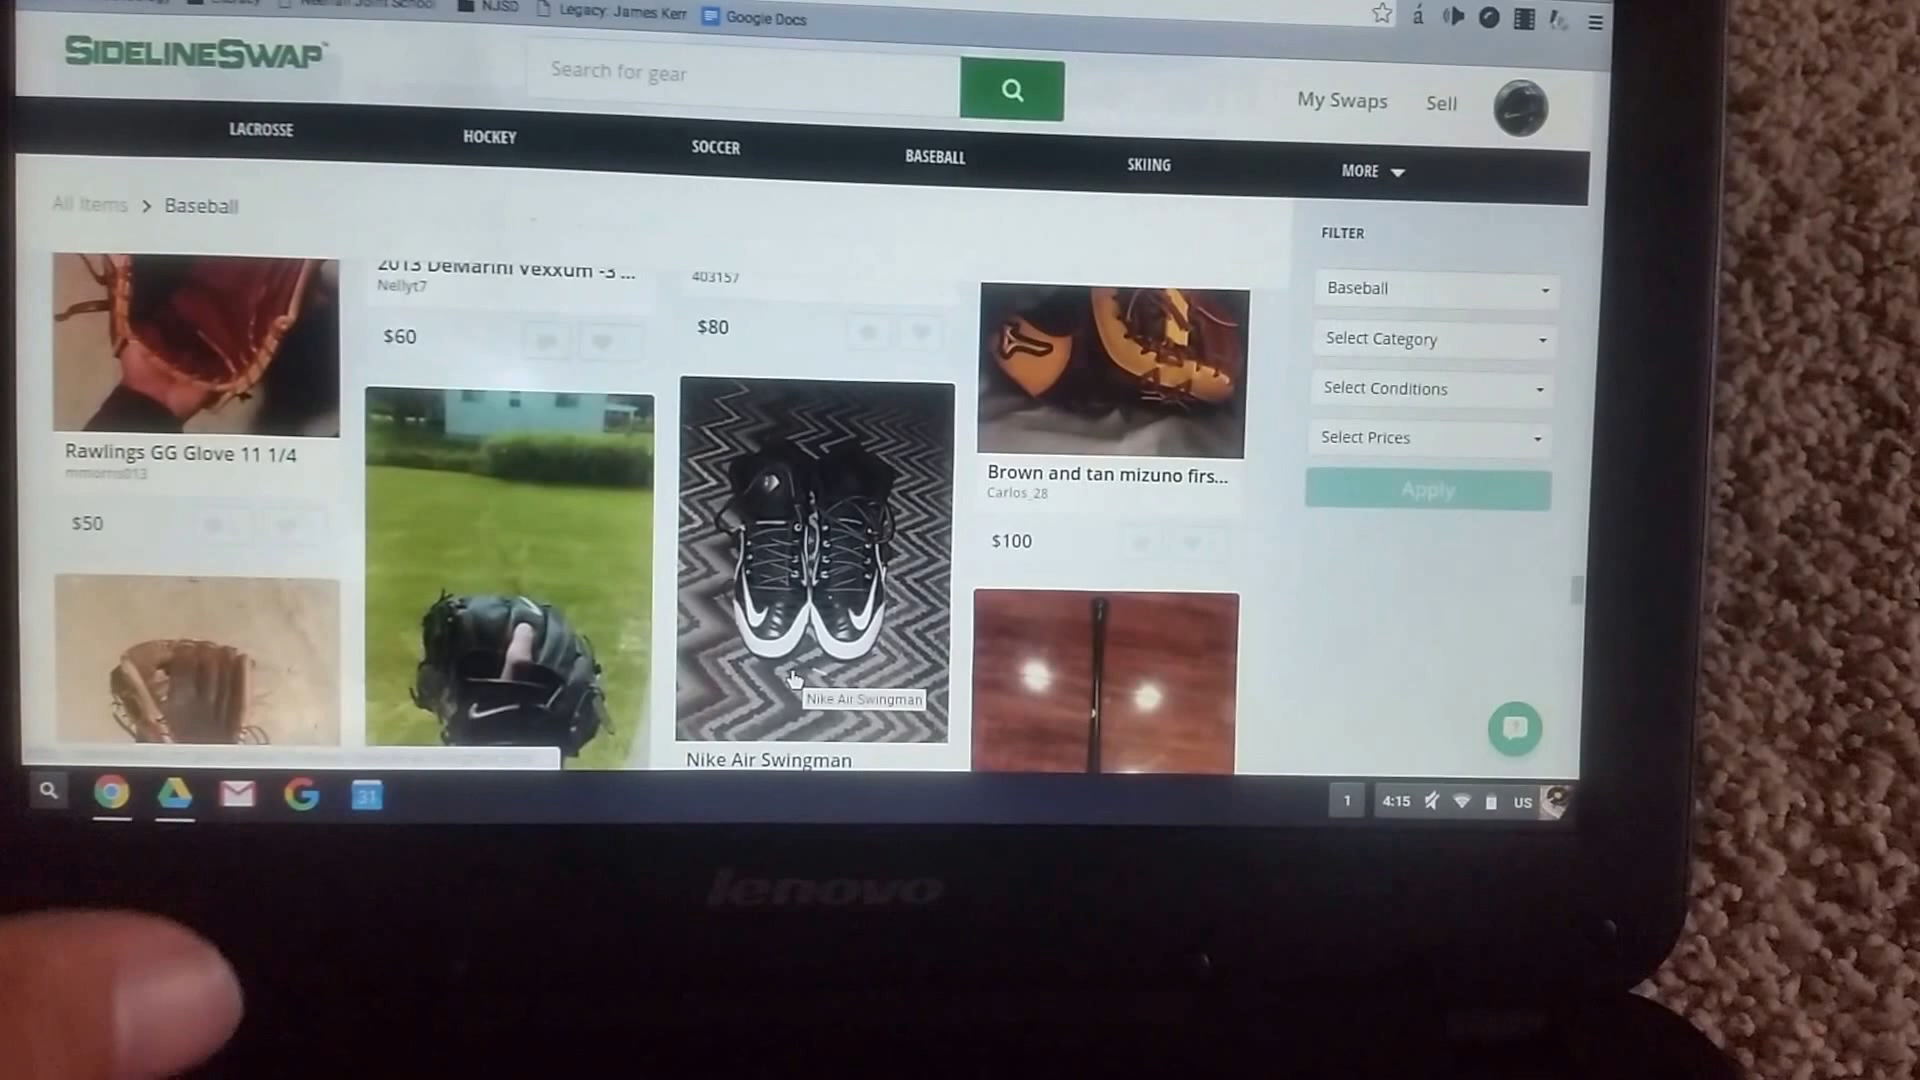 Legacy: James Kerr
NJSD
Google Docs
SIDELINESWAP
Search for gear
My Swaps
Sell
LACROSSE
HOCKEY
SOCCER
BASEBALL
SKIING
MORE
All Items > Baseball
FILTER
Baseball
Select Category
Select Conditions
Select Prices
Apply
2013 DeMarini Vexxum -3 ...
Nellyt7
$60
403157
$80
Rawlings GG Glove 11 1/4
$50
Brown and tan mizuno firs...
Carlos_28
$100
Nike Air Swingman
Nike Air Swingman
31
1
4:15
US
lenovo